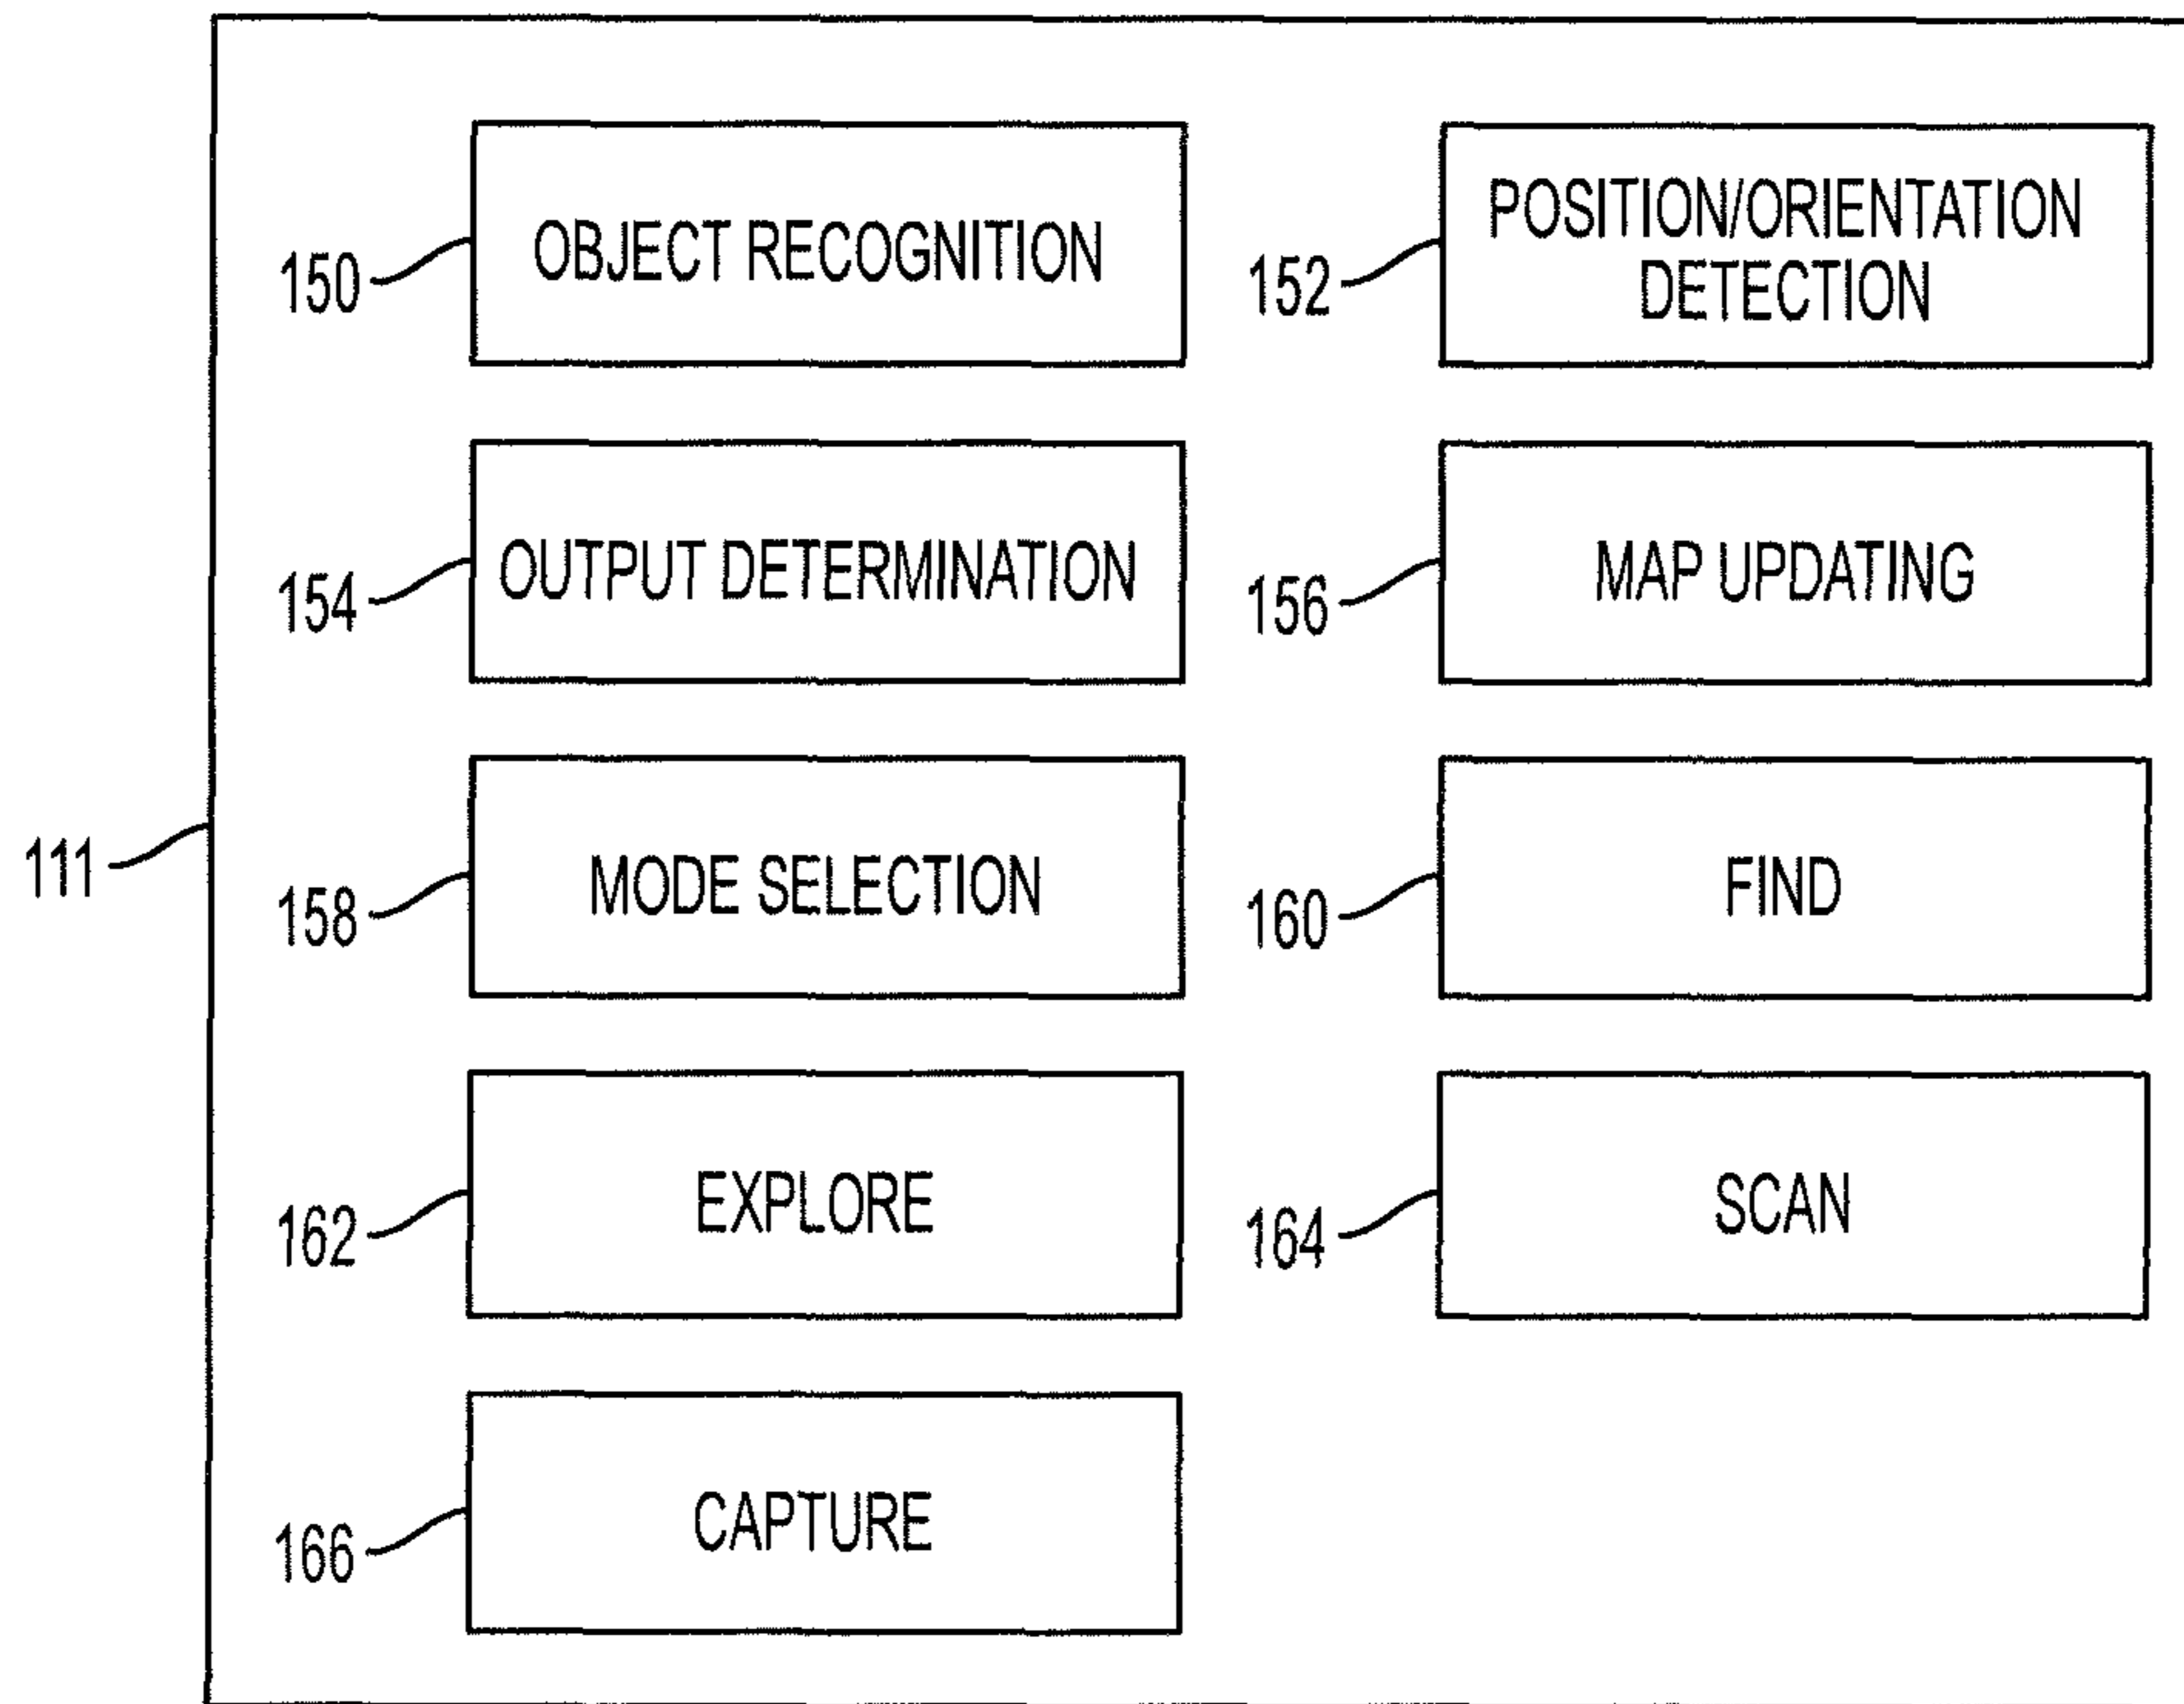 150
OBJECT RECOGNITION
152
POSITION/ORIENTATION
DETECTION
154
OUTPUT DETERMINATION
156
MAP UPDATING
111
158
MODE SELECTION
160
FIND
162
EXPLORE
164
SCAN
166
CAPTURE